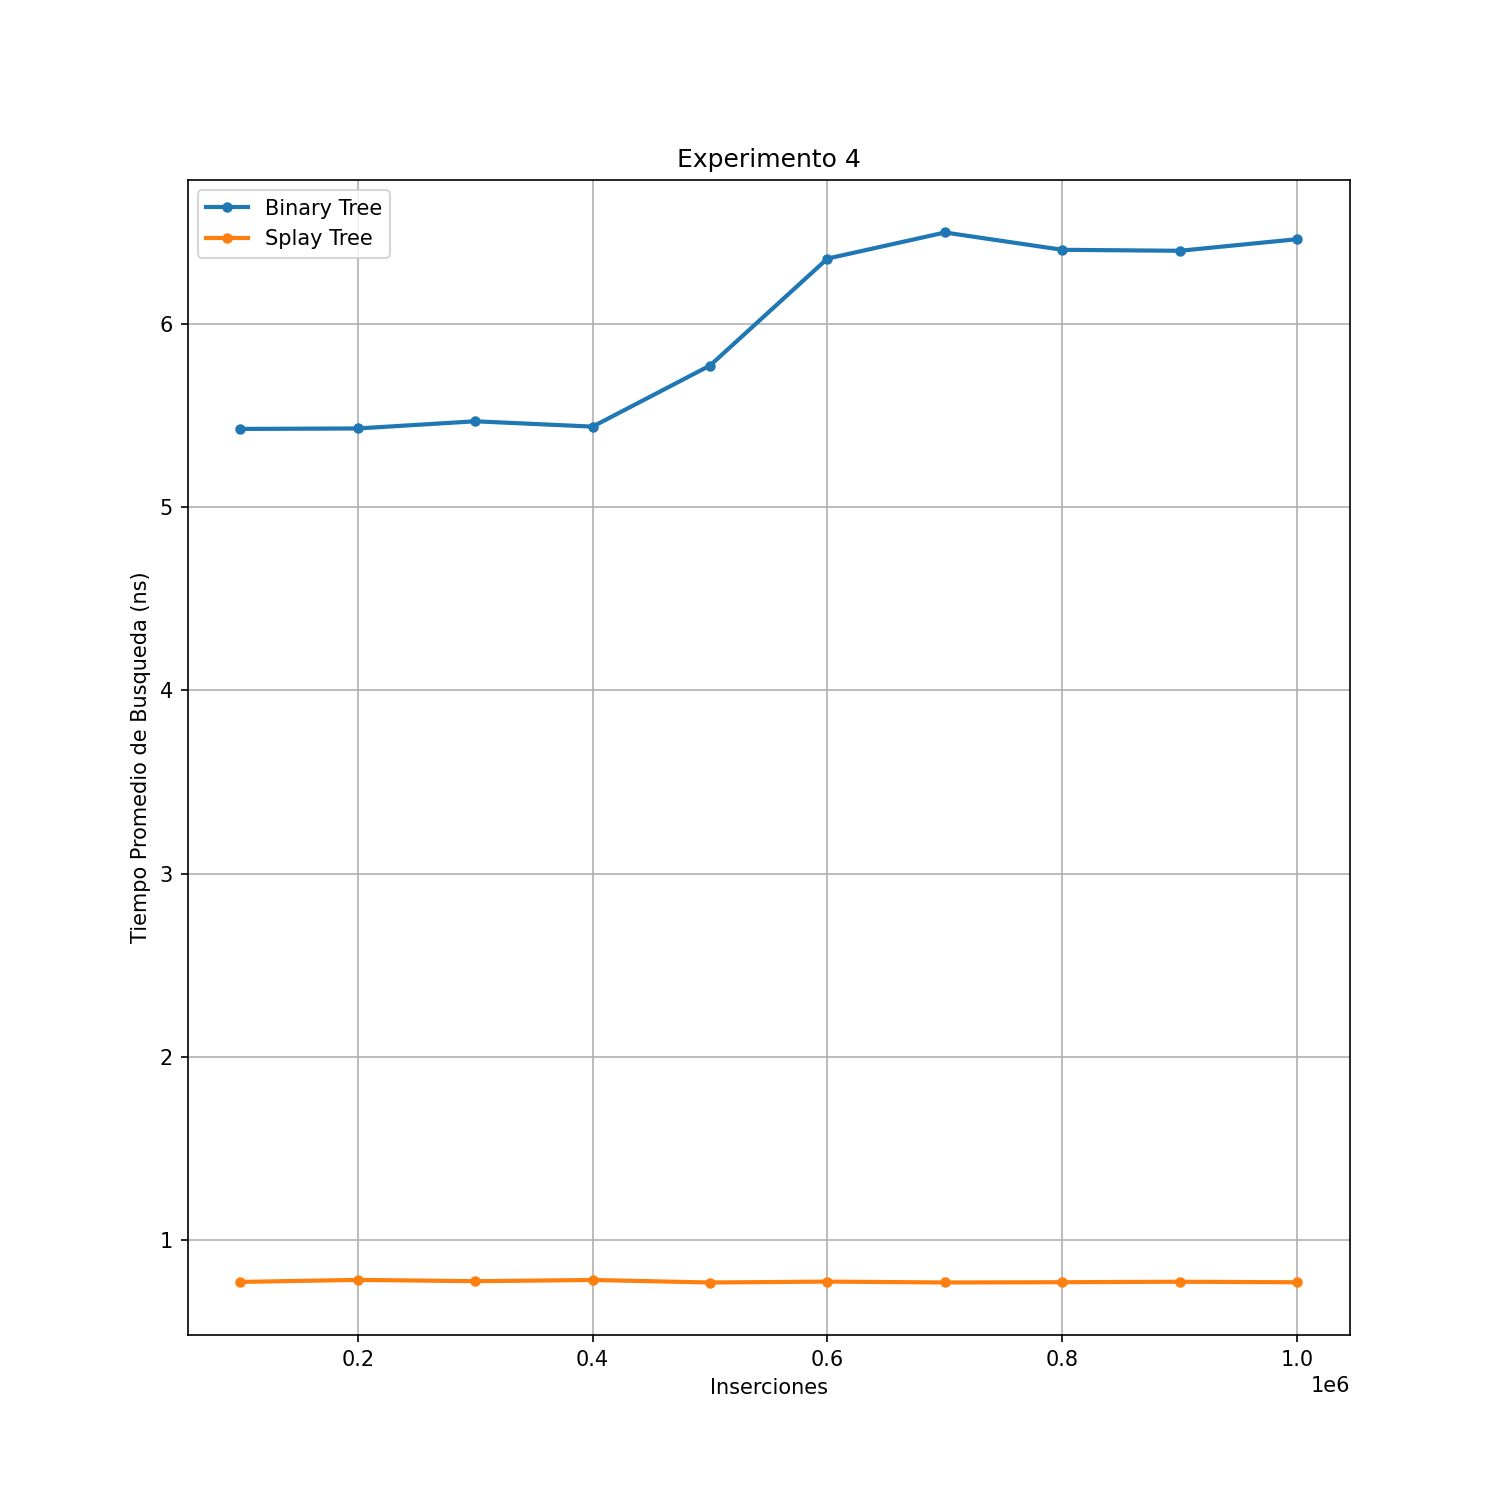 Experimento 4
Binary Tree
Splay Tree
6
5
4
3
2
1
Tiempo Promedio de Busqueda (ns)
0.2 0.4 0.6 0.8 1.0
Inserciones
1e6